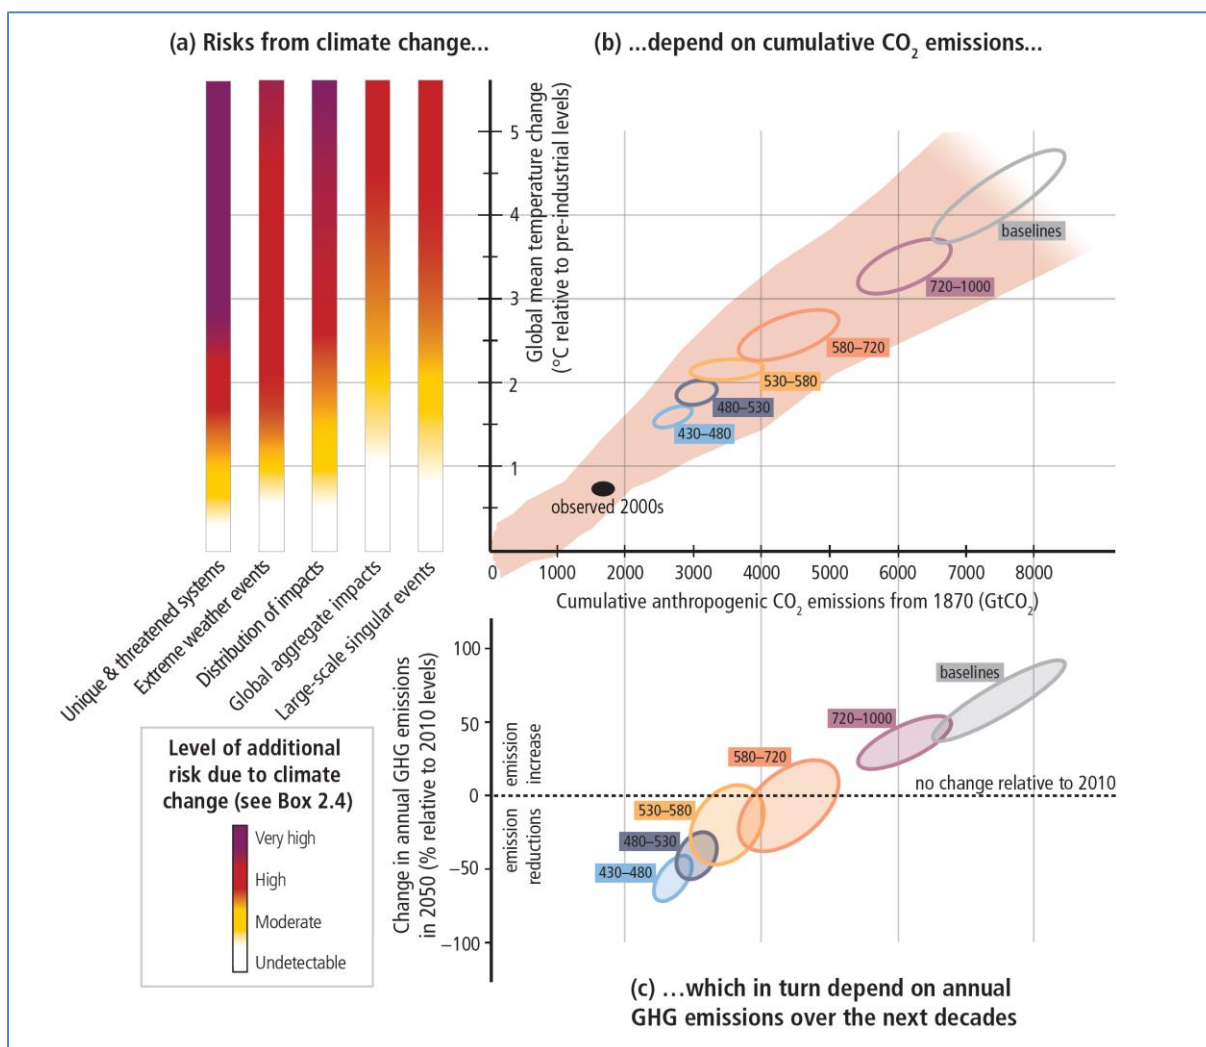 (a) Risks from climate change...
(b) ...depend on cumulative CO₂ emissions...
Global mean temperature change
(°C relative to pre-industrial levels)
5
4
3
2
1
baselines
720–1000
580–720
530–580
480–530
430–480
observed 2000s
0
1000
2000
3000
4000
5000
6000
7000
8000
Cumulative anthropogenic CO₂ emissions from 1870 (GtCO₂)
Unique & threatened systems
Extreme weather events
Distribution of impacts
Global aggregate impacts
Large-scale singular events
Level of additional
risk due to climate
change (see Box 2.4)
Very high
High
Moderate
Undetectable
Change in annual GHG emissions
in 2050 (% relative to 2010 levels)
100
50
0
−50
−100
emission
increase
emission
reductions
baselines
720–1000
580–720
no change relative to 2010
530–580
480–530
430–480
(c) ...which in turn depend on annual
GHG emissions over the next decades